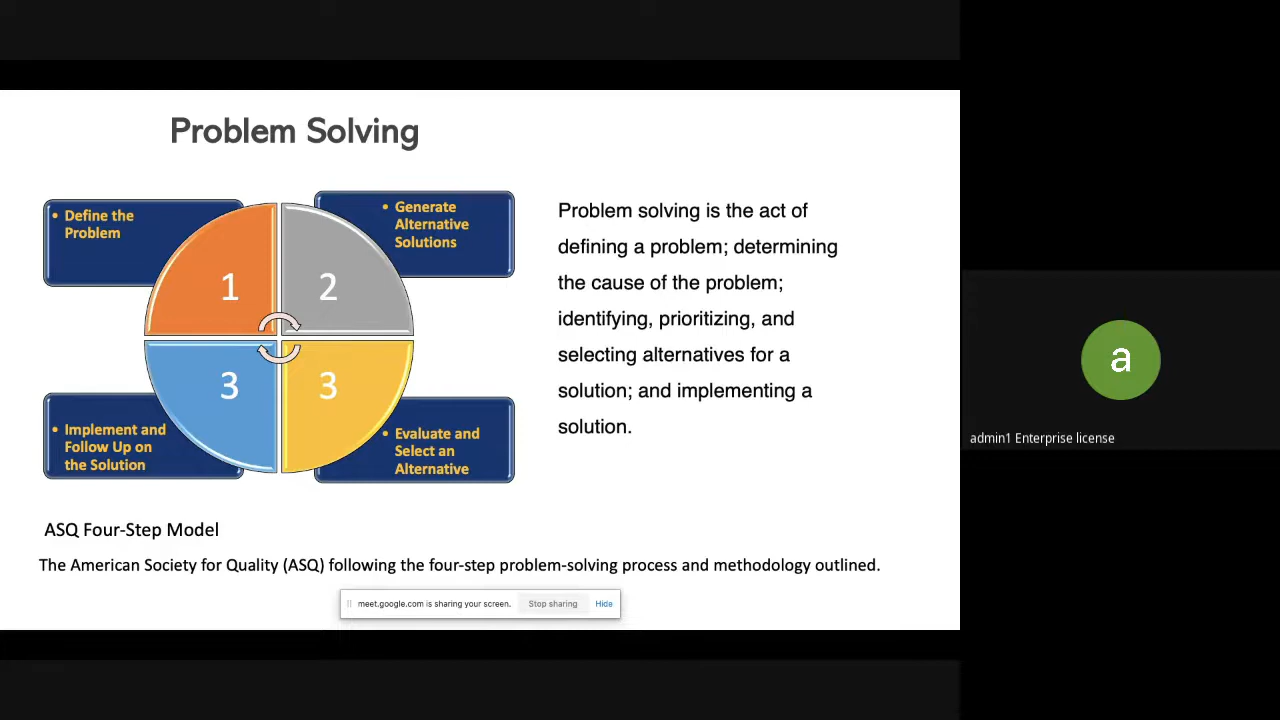 Problem Solving
• Define the
Problem
• Generate
Alternative
Solutions
1
2
3
3
• Implement and
Follow Up on
the Solution
• Evaluate and
Select an
Alternative
Problem solving is the act of
defining a problem; determining
the cause of the problem;
identifying, prioritizing, and
selecting alternatives for a
solution; and implementing a
solution.
ASQ Four-Step Model
The American Society for Quality (ASQ) following the four-step problem-solving process and methodology outlined.
meet.google.com is sharing your screen.
Stop sharing
Hide
a
admin1 Enterprise license